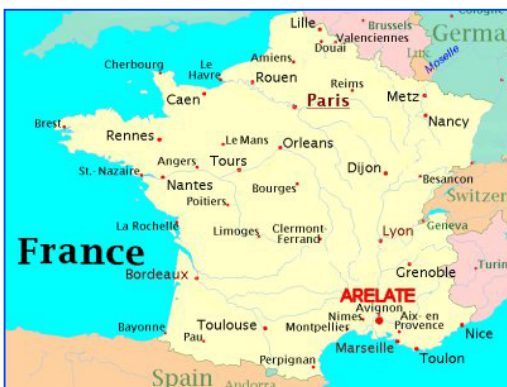 Cologne
Lille
Brussels
Valenciennes
Douai
Germa
Lux.
Moselle
Cherbourg
Le
Havre
Amiens
Rouen
Reims
Caen
Paris
Metz
Nancy
Brest
Rennes
Le Mans
Orleans
Angers
Tours
Dijon
St.-Nazaire
Nantes
Bourges
Besancon
Switzer
Poitiers
La Rochelle
Limoges
Clermont-
Ferrand
Lyon
Geneva
France
Bordeaux
Grenoble
Turin
ARELATE
Avignon
Bayonne
Toulouse
Nimes
Aix- en
Provence
Montpellier
Nice
Pau
Marseille
Toulon
Perpignan
Spain
Andorra